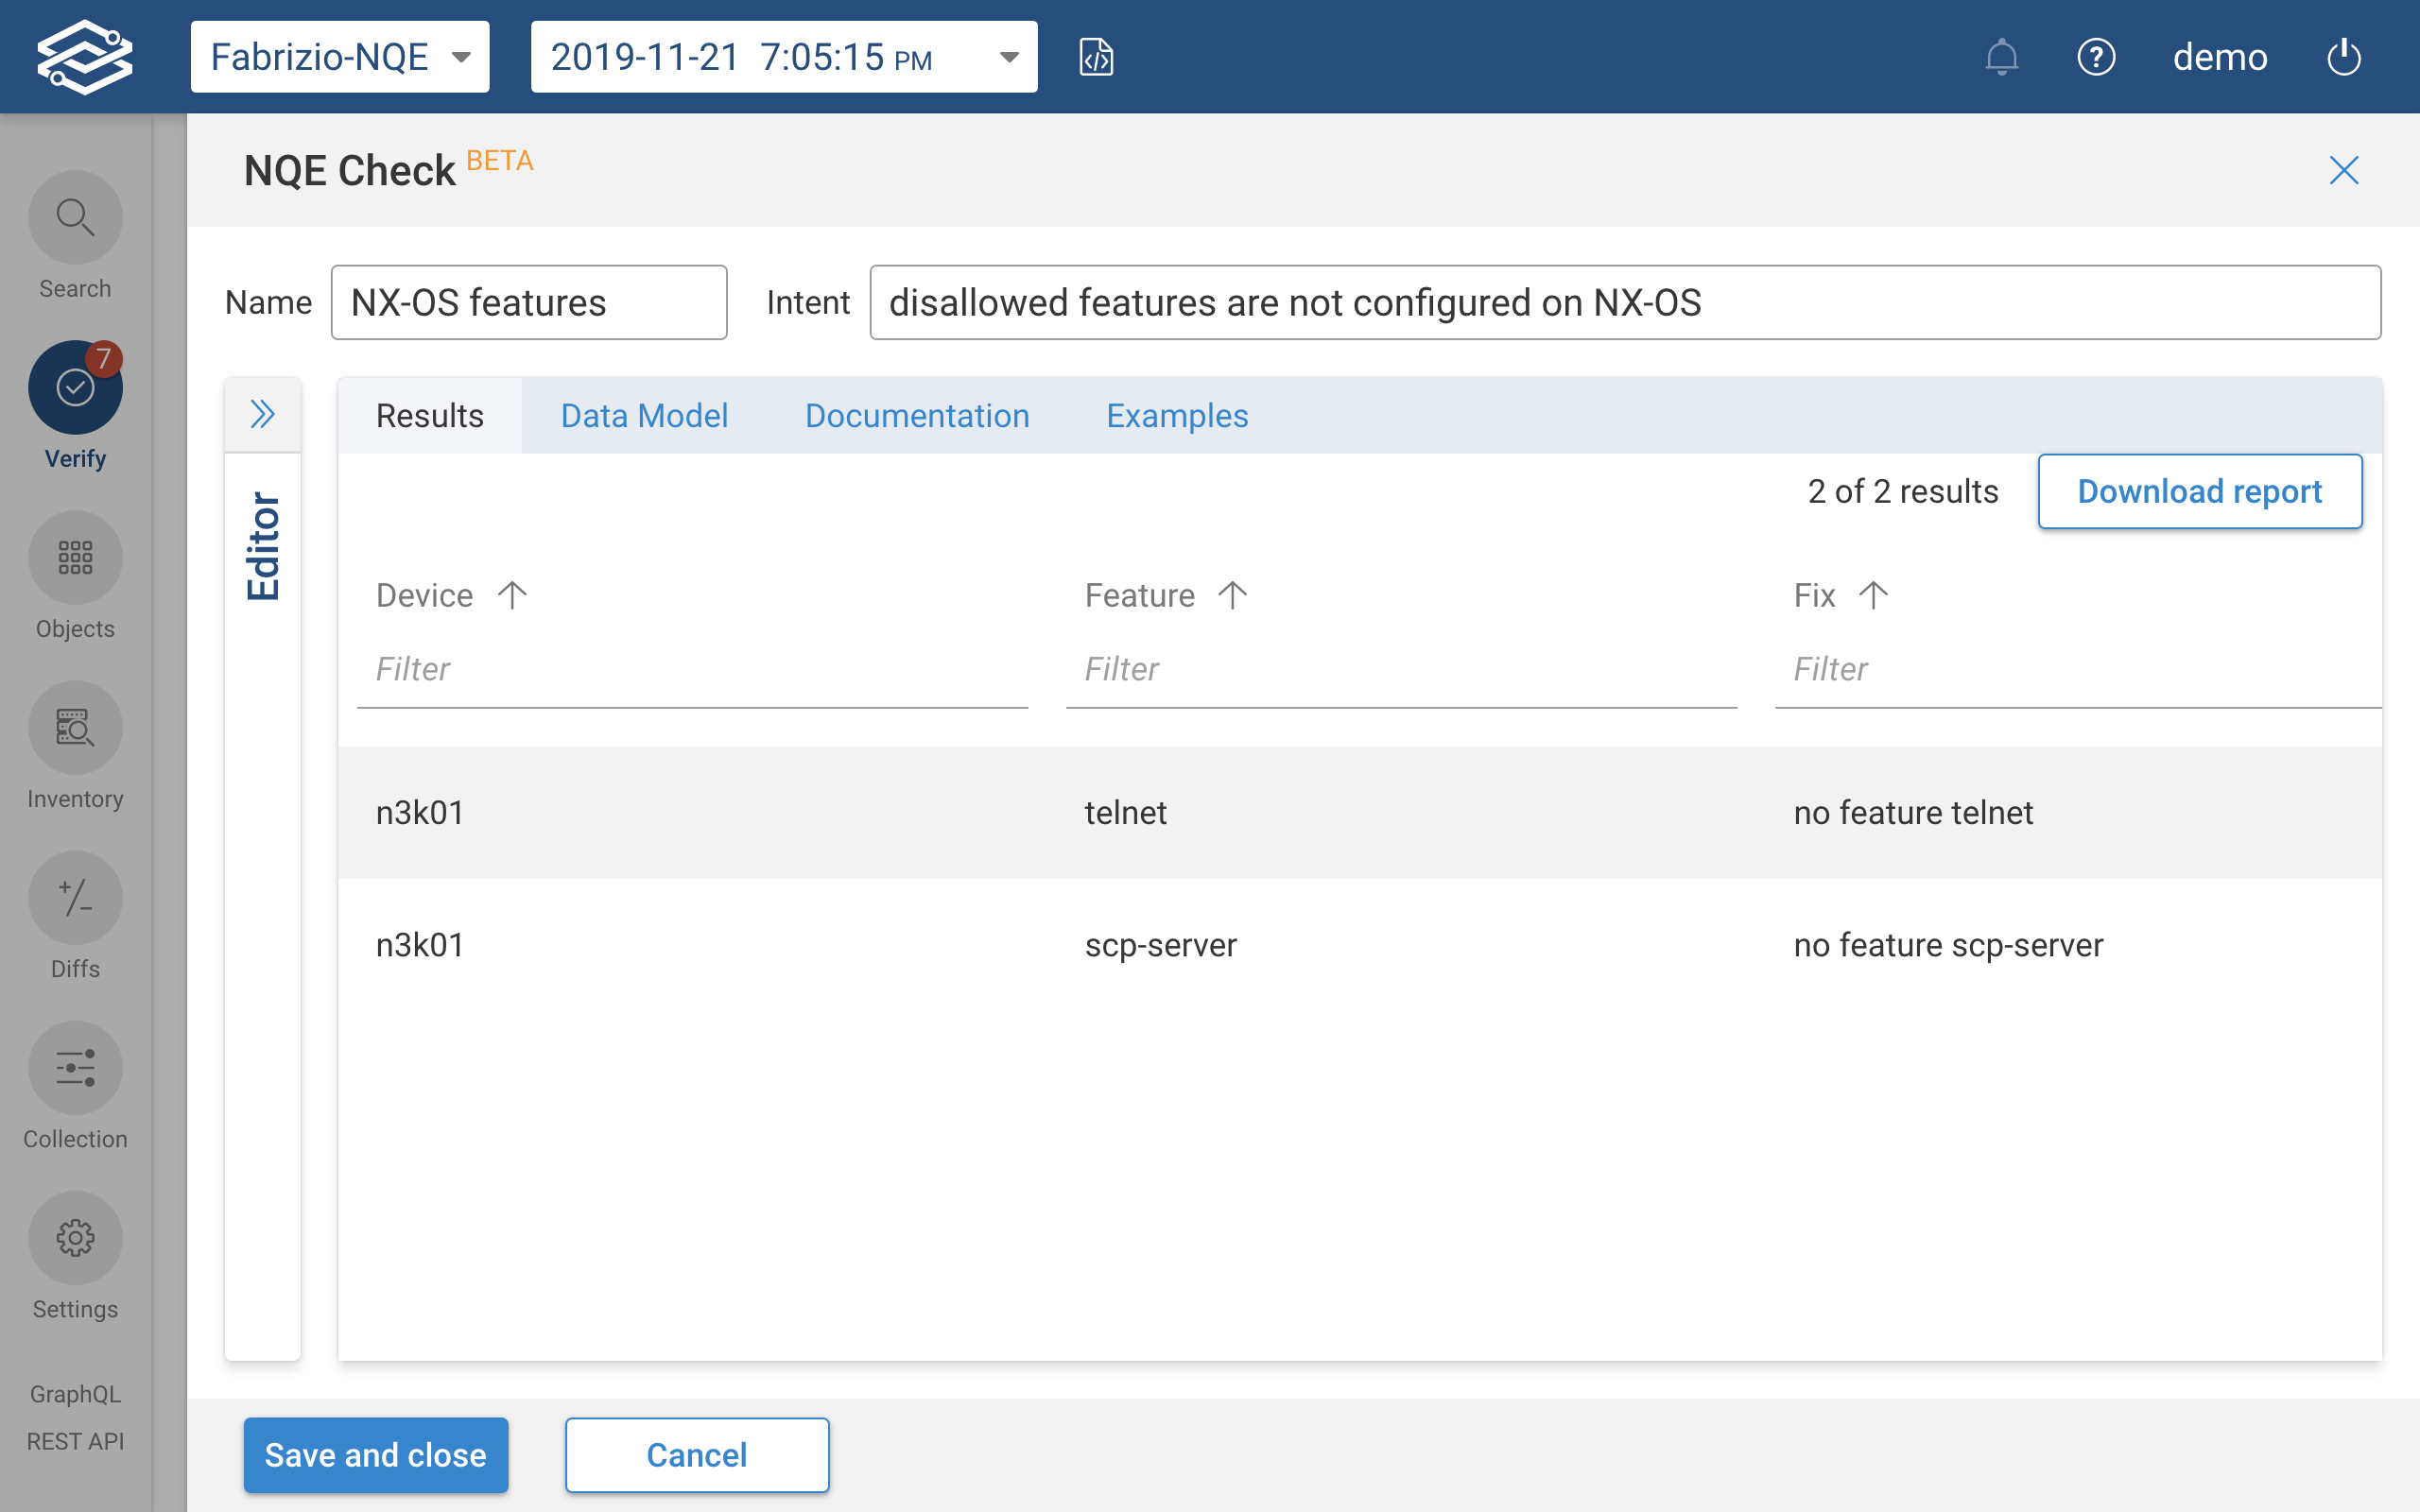 Fabrizio-NQE 2019-11-21 7:05:15 PM demo
NQE Check BETA
Search
Name NX-OS features Intent disallowed features are not configured on NX-OS
7
Verify
Results Data Model Documentation Examples
Editor
2 of 2 results Download report
Device Feature Fix
Filter Filter Filter
n3k01 telnet no feature telnet
n3k01 scp-server no feature scp-server
Objects
Inventory
Diffs
Collection
Settings
GraphQL
REST API
Save and close Cancel